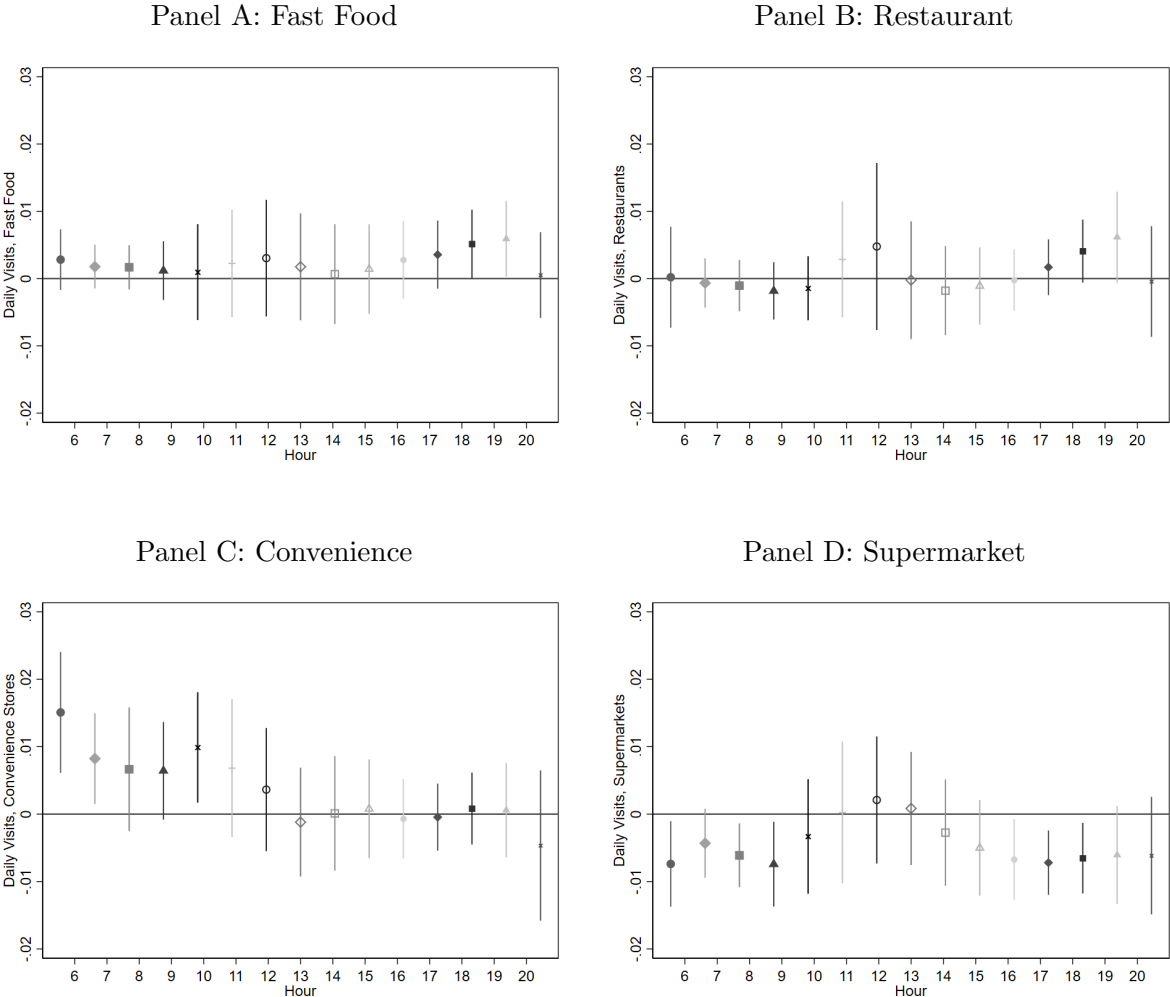 Panel A: Fast Food
Daily Visits, Fast Food
.03
.02
.01
0
-.01
-.02
6 7 8 9 10 11 12 13 14 15 16 17 18 19 20
Hour
Panel B: Restaurant
Daily Visits, Restaurants
.03
.02
.01
0
-.01
-.02
6 7 8 9 10 11 12 13 14 15 16 17 18 19 20
Hour
Panel C: Convenience
Daily Visits, Convenience Stores
.03
.02
.01
0
-.01
-.02
6 7 8 9 10 11 12 13 14 15 16 17 18 19 20
Hour
Panel D: Supermarket
Daily Visits, Supermarkets
.03
.02
.01
0
-.01
-.02
6 7 8 9 10 11 12 13 14 15 16 17 18 19 20
Hour